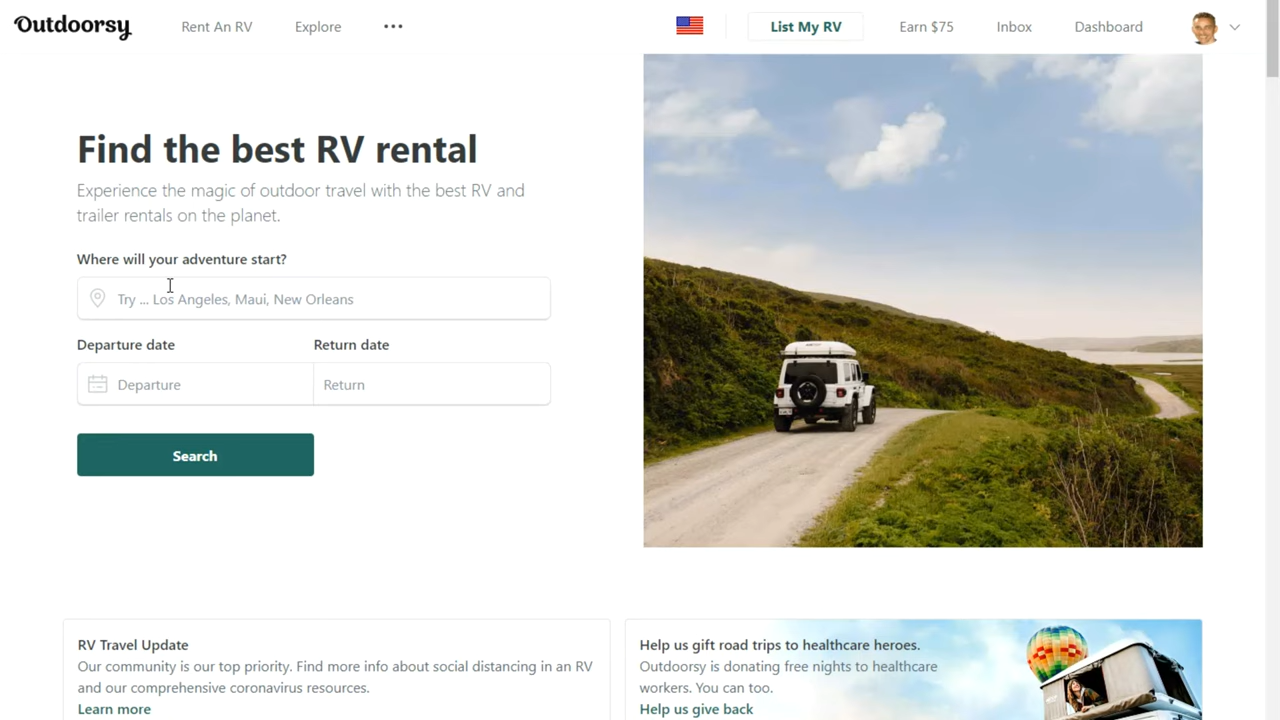 Outdoorsy
Rent An RV
Explore
List My RV
Earn $75
Inbox
Dashboard
Find the best RV rental
Experience the magic of outdoor travel with the best RV and
trailer rentals on the planet.
Where will your adventure start?
Try ... Los Angeles, Maui, New Orleans
Departure date
Return date
Departure
Return
Search
RV Travel Update
Our community is our top priority. Find more info about social distancing in an RV
and our comprehensive coronavirus resources.
Learn more
Help us gift road trips to healthcare heroes.
Outdoorsy is donating free nights to healthcare
workers. You can too.
Help us give back